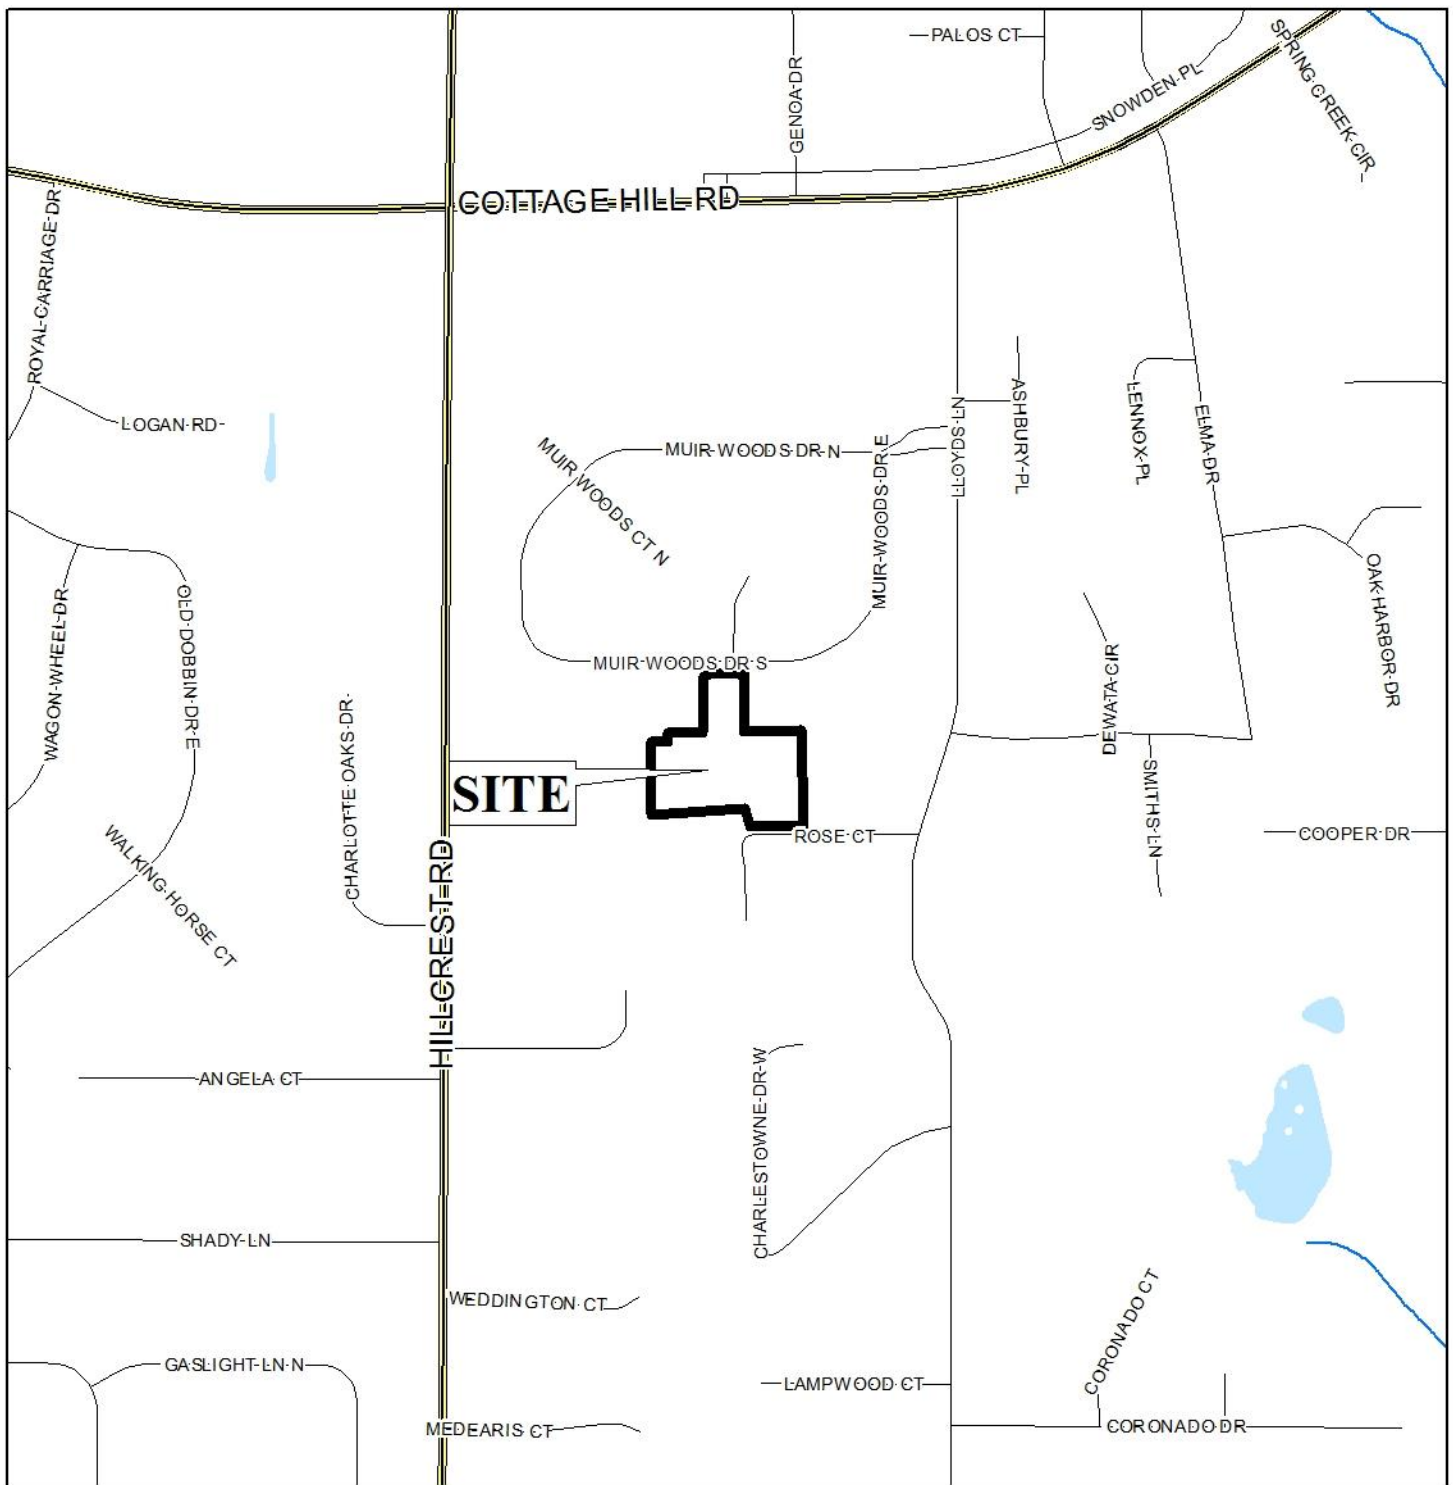 PALOS CT
SPRING CREEK CIR
GENOA DR
SNOWDEN PL
COTTAGE HILL RD
ROYAL CARRIAGE DR
LOGAN RD
MUIR WOODS DR N
MUIR WOODS CT N
MUIR WOODS DR E
LLOYDS LN
ASHBURY PL
LENNOX PL
ELMA DR
OAK HARBOR DR
WAGON WHEEL DR
OLD DOBBIN DR E
MUIR WOODS DR S
DEWATA CIR
CHARLOTTE OAKS DR
SITE
SMITHS LN
ROSE CT
COOPER DR
WALKING HORSE CT
HILLCREST RD
ANGELA CT
CHARLESTOWNE DR W
SHADY LN
WEDDINGTON CT
CORONADO CT
GASLIGHT LN N
LAMPWOOD CT
MEDEARIS CT
CORONADO DR